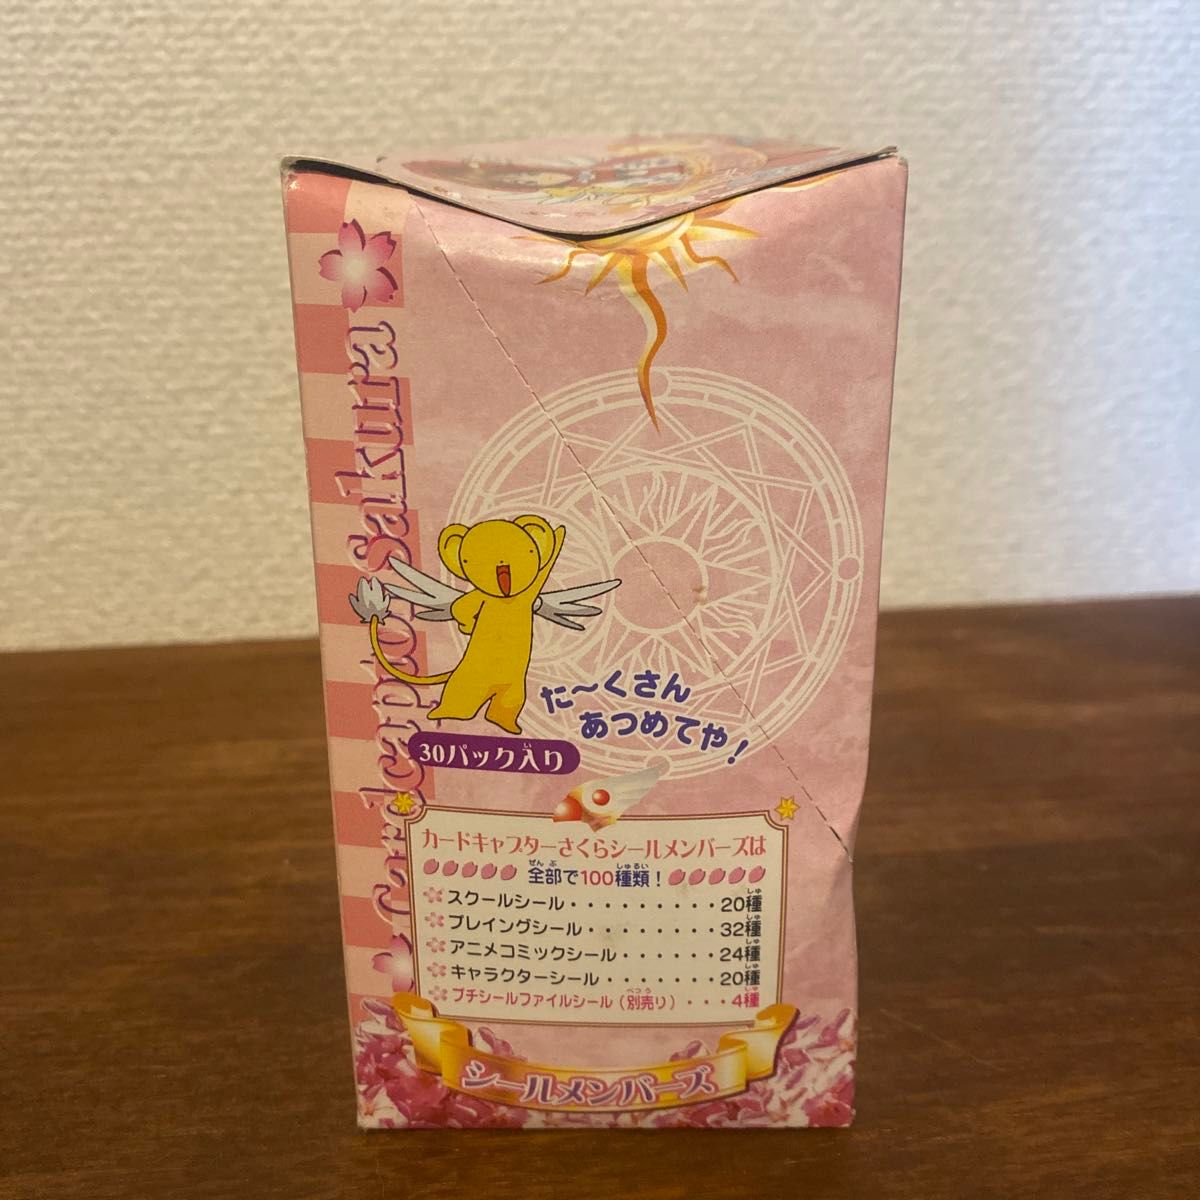 Cardcaptor Sakura
た～くさん
あつめてや！
30パック入り
カードキャプターさくらシールメンバーズは
全部で100種類！
スクールシール・・・・・・・・・20種
プレイングシール・・・・・・・・32種
アニメコミックシール・・・・・・24種
キャラクターシール・・・・・・・20種
プチシールファイルシール（別売り）・・・4種
シールメンバーズ